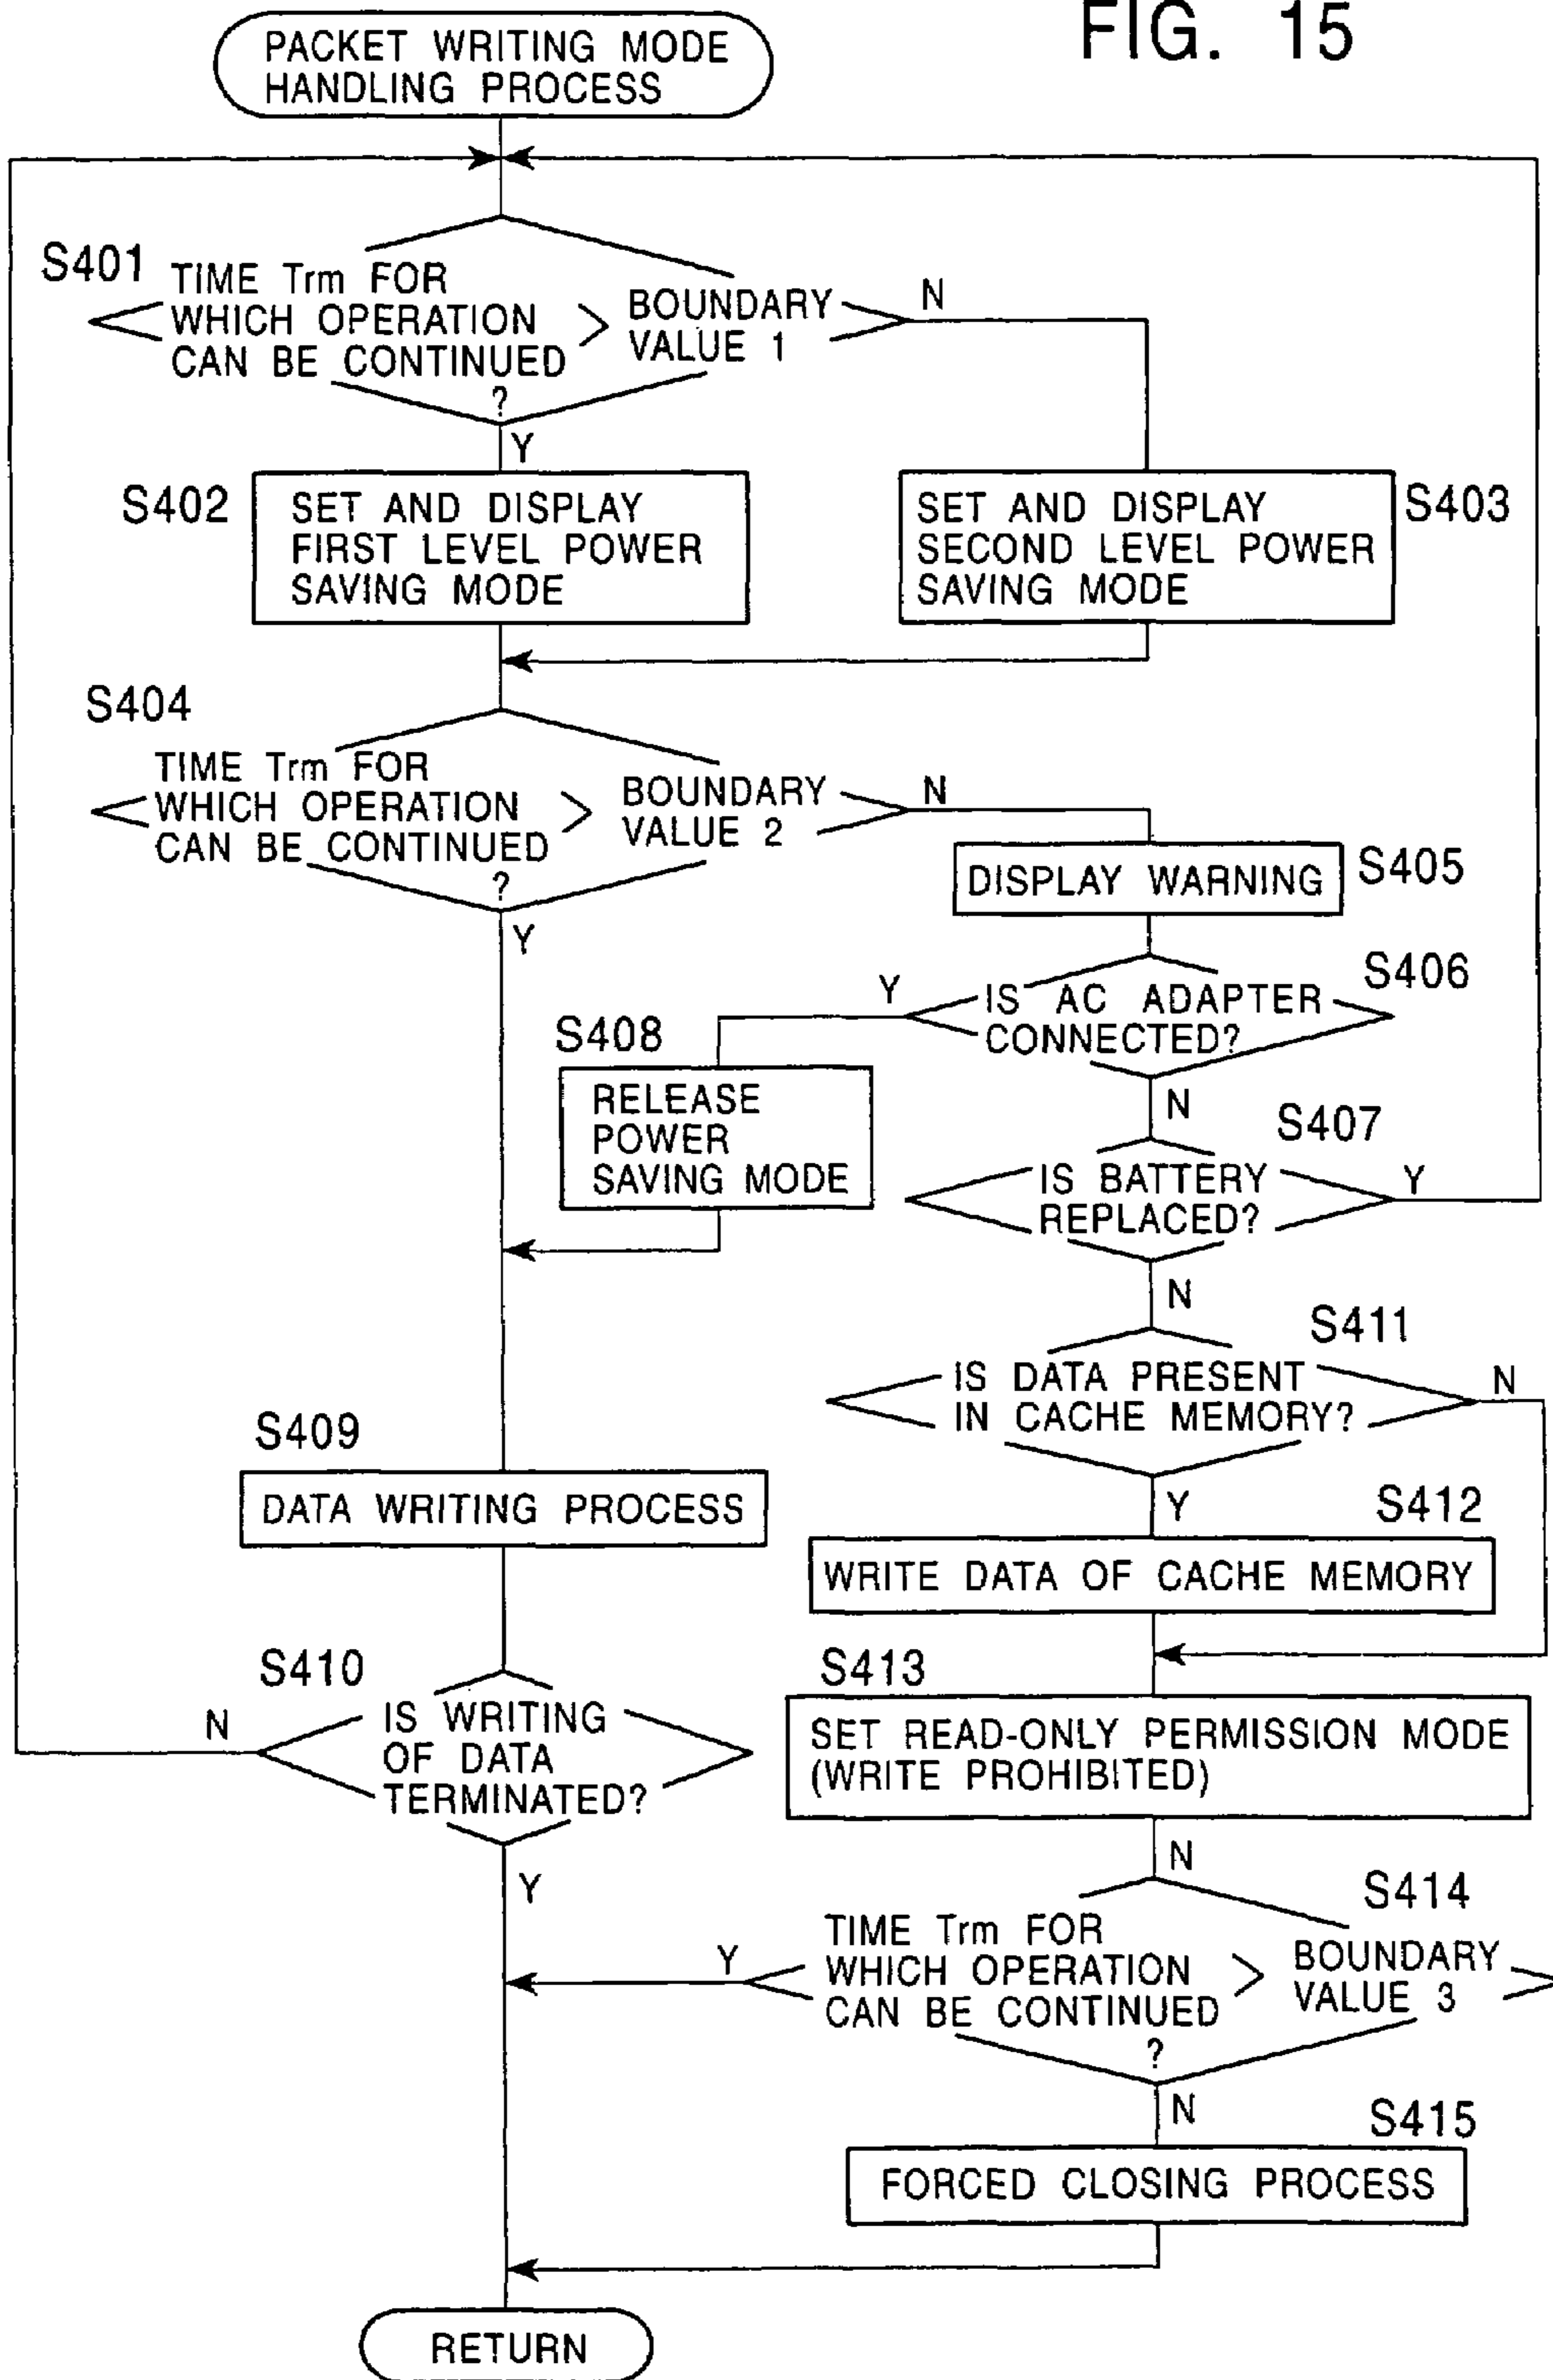 FIG. 15
PACKET WRITING MODE
HANDLING PROCESS
S401
TIME Trm FOR
WHICH OPERATION
CAN BE CONTINUED
>
BOUNDARY
VALUE 1
?
N
Y
S402
SET AND DISPLAY
FIRST LEVEL POWER
SAVING MODE
SET AND DISPLAY
SECOND LEVEL POWER
SAVING MODE
S403
S404
TIME Trm FOR
WHICH OPERATION
CAN BE CONTINUED
>
BOUNDARY
VALUE 2
?
N
Y
DISPLAY WARNING
S405
S406
IS AC ADAPTER
CONNECTED?
Y
N
S408
RELEASE
POWER
SAVING MODE
S407
IS BATTERY
REPLACED?
Y
N
S411
IS DATA PRESENT
IN CACHE MEMORY?
N
Y
S409
DATA WRITING PROCESS
S412
WRITE DATA OF CACHE MEMORY
S410
IS WRITING
OF DATA
TERMINATED?
N
Y
S413
SET READ-ONLY PERMISSION MODE
(WRITE PROHIBITED)
N
S414
TIME Trm FOR
WHICH OPERATION
CAN BE CONTINUED
>
BOUNDARY
VALUE 3
?
Y
N
S415
FORCED CLOSING PROCESS
RETURN